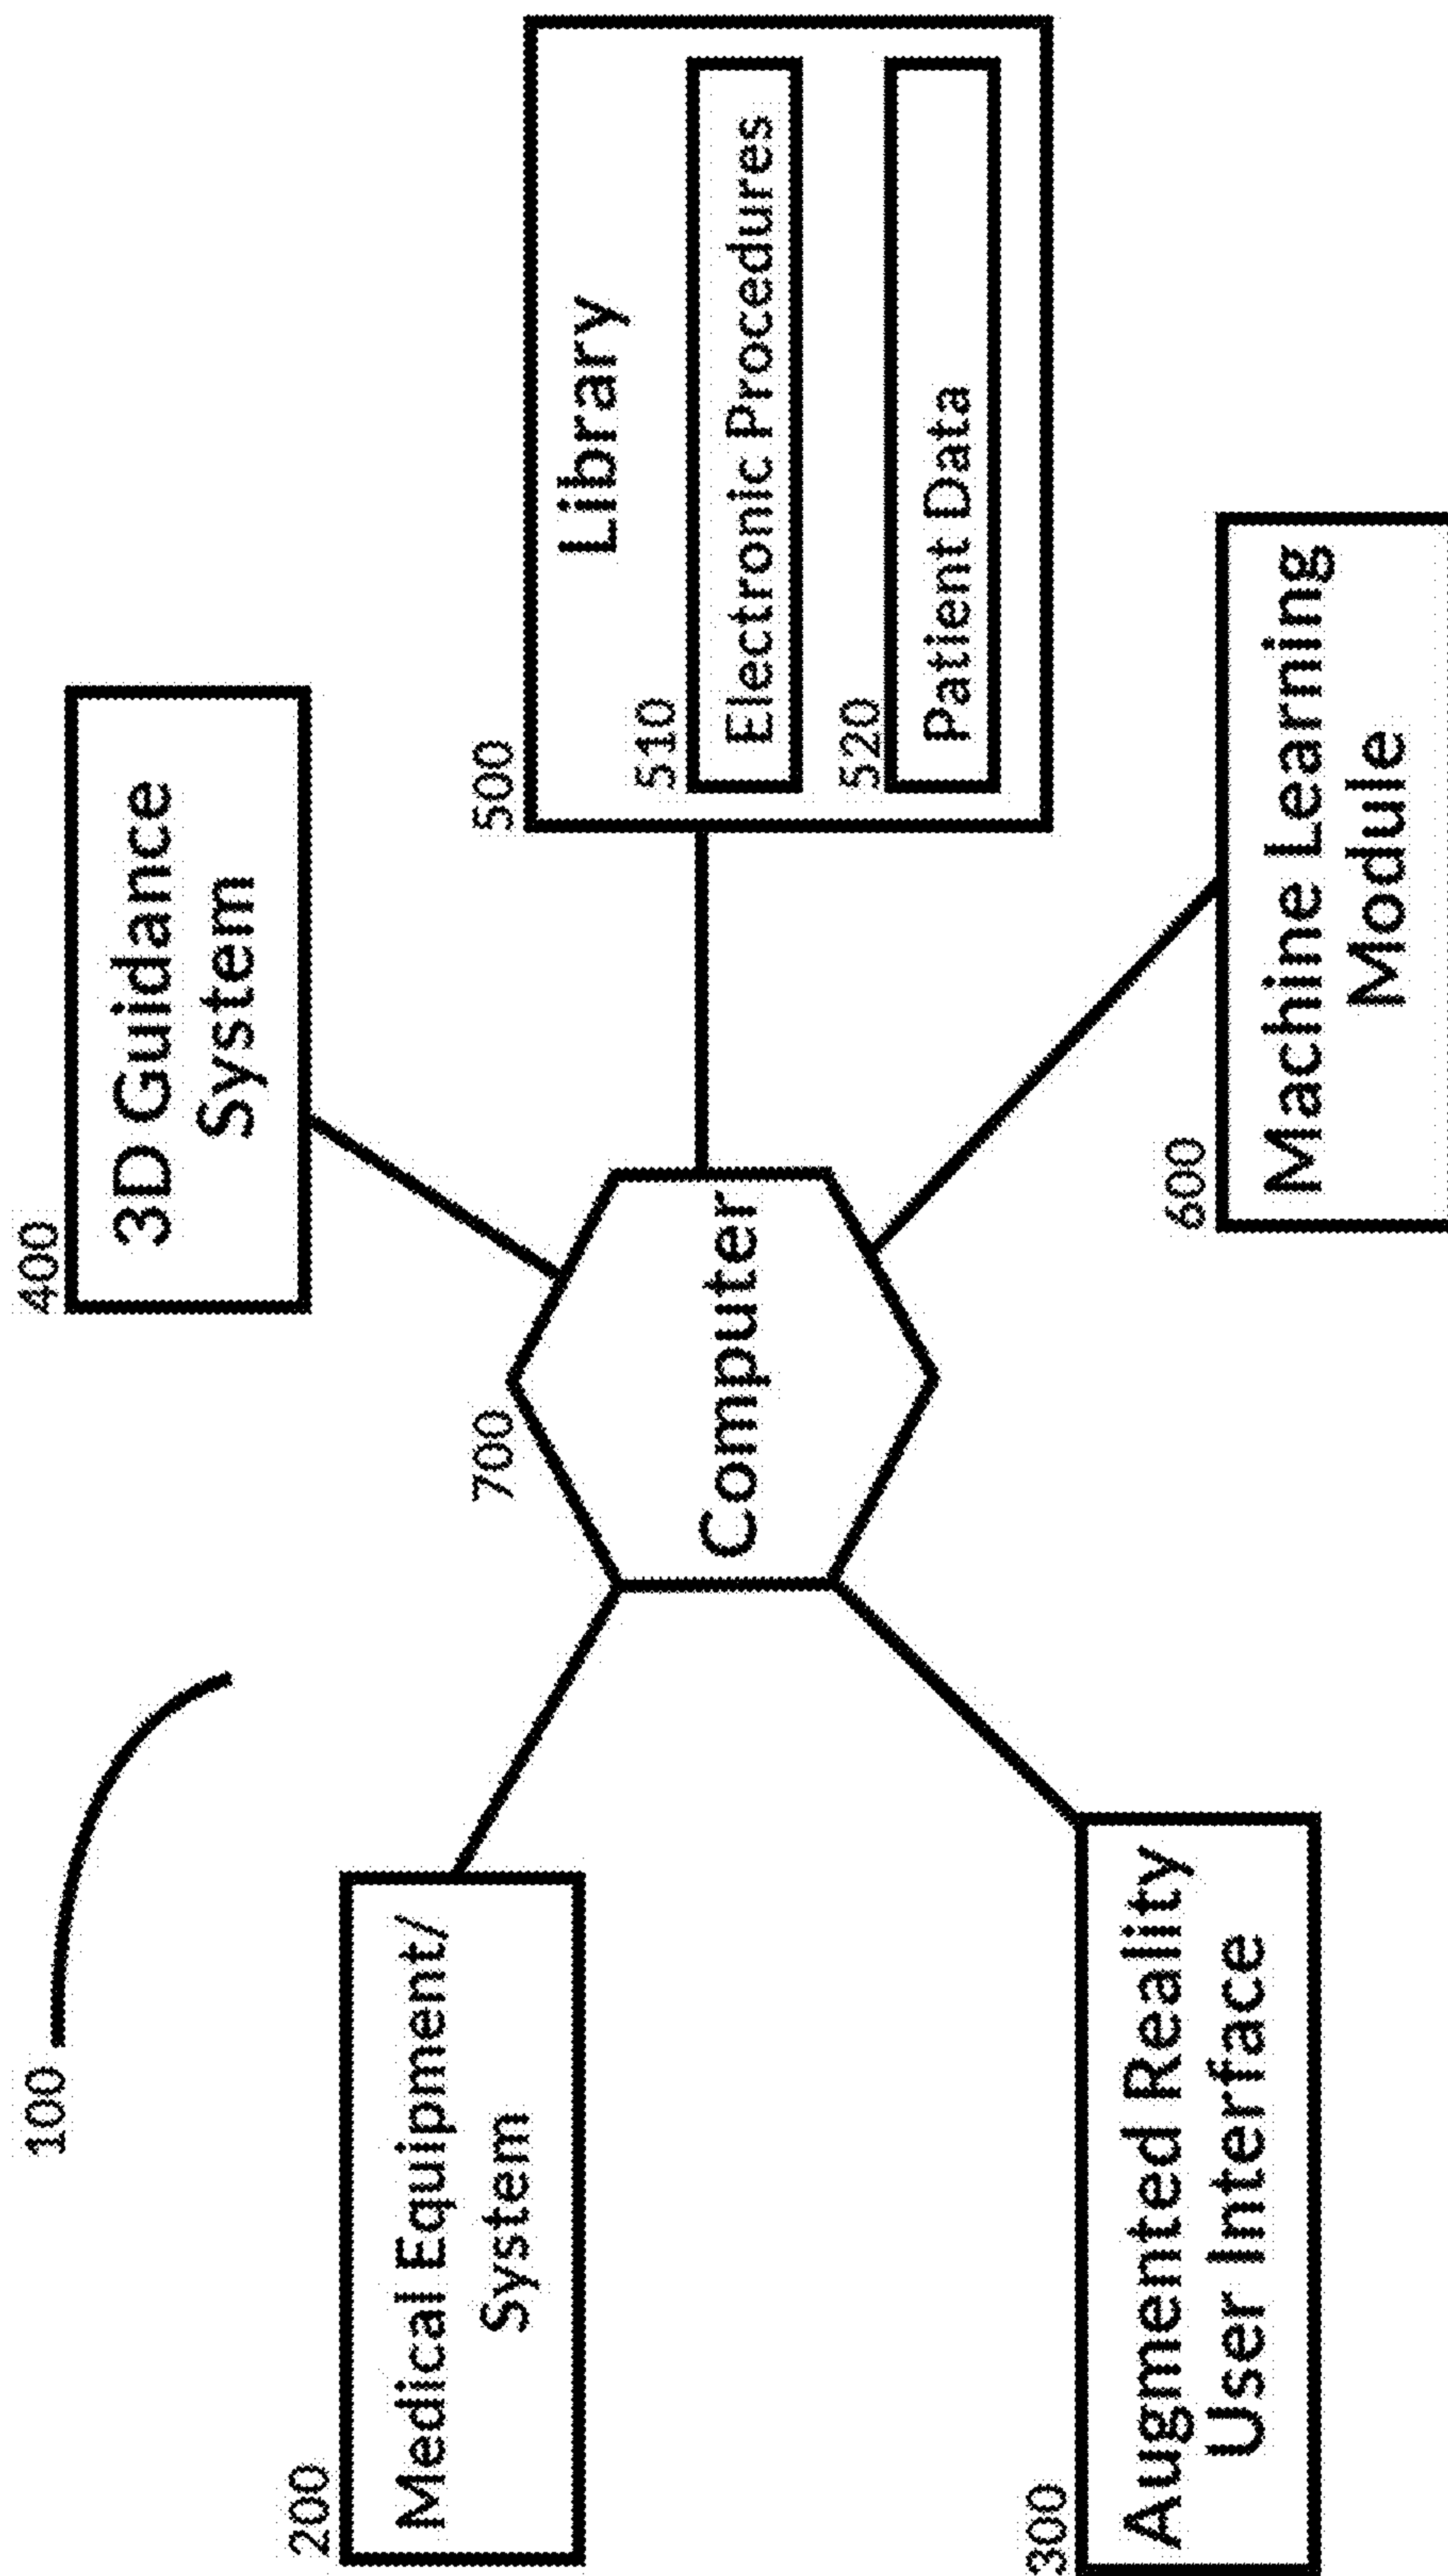 100
400
3D Guidance
System
200
Medical Equipment/
System
700
Computer
500
Library
510
Electronic Procedures
520
Patient Data
300
Augmented Reality
User Interface
600
Machine Learning
Module